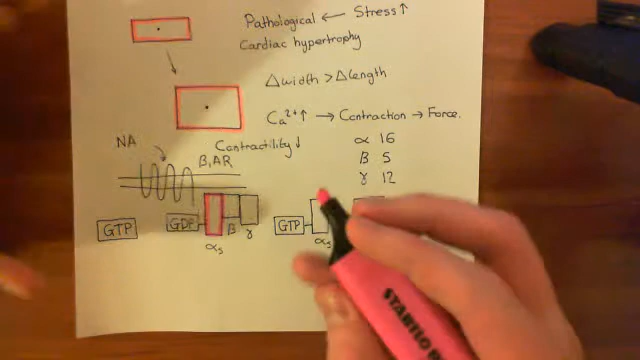 Pathological ← Stress↑
Cardiac hypertrophy
Δwidth > Δlength
Ca²⁺↑ → Contraction → Force.
Contractility↓
α 16
β 5
γ 12
NA
β₁AR
GTP
GDP
αs
β
γ
GTP
αs
STABILO BOSS